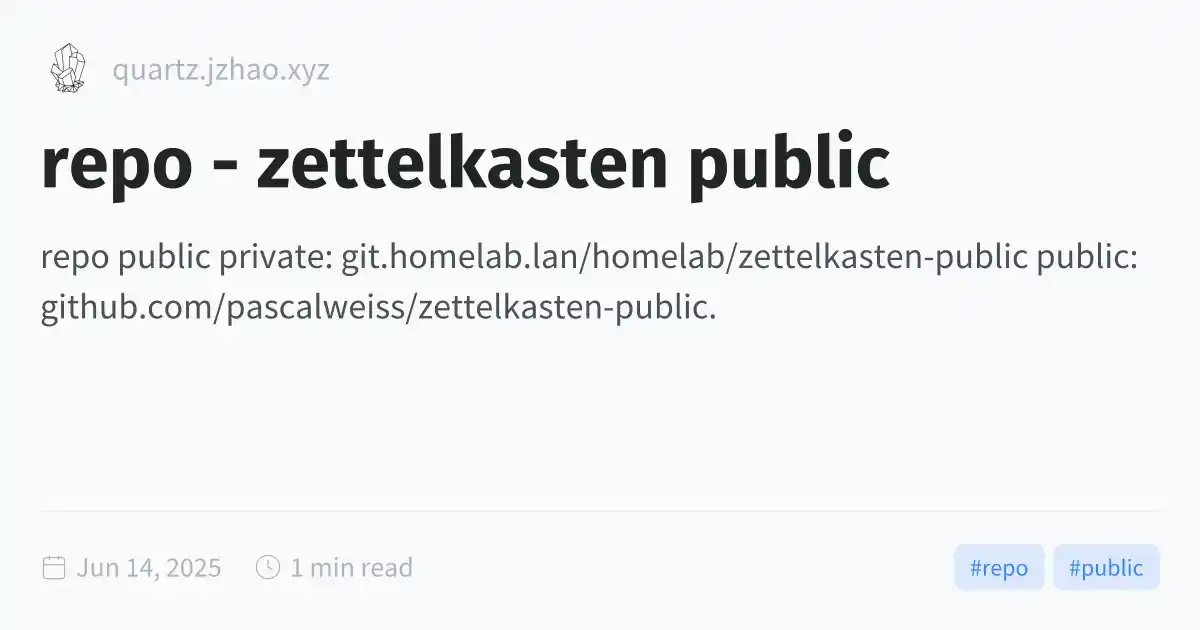 quartz.jzhao.xyz
repo - zettelkasten public
repo public private: git.homelab.lan/homelab/zettelkasten-public public:
github.com/pascalweiss/zettelkasten-public.
Jun 14, 2025 1 min read #repo #public